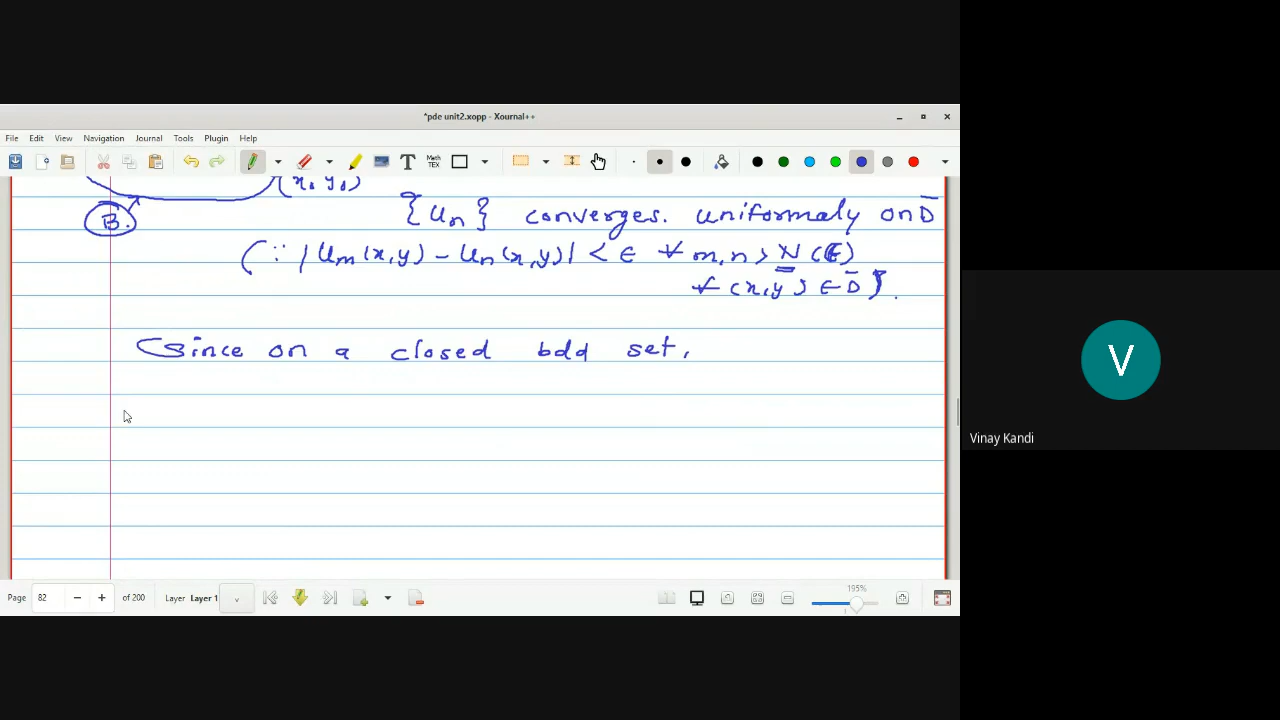 *pde unit2.xopp - Xournal++
File Edit View Navigation Journal Tools Plugin Help
(x₀ y₀)
B. {Un} converges. uniformaly on D̄
(∵ |Um(x,y) - Un(x,y)| < ϵ ∀ m,n > N(ϵ)
∀ (x,y) ∈ D̄).
Since on a closed bdd set,
V
Vinay Kandi
Page 82 of 200 Layer Layer 1 195%